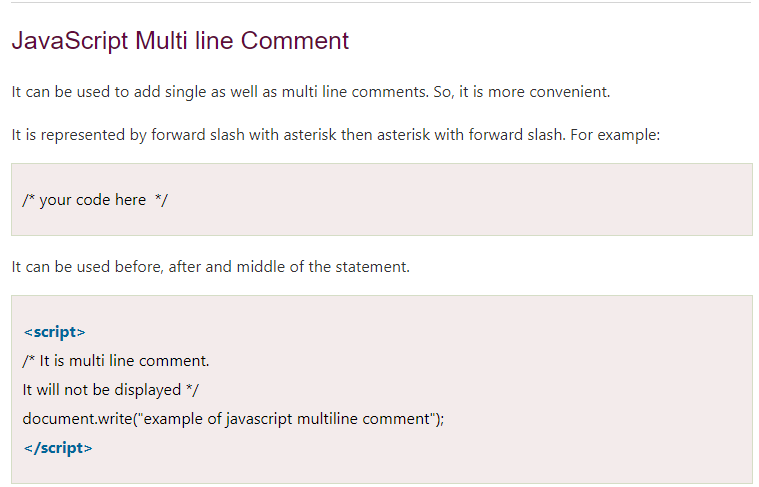 JavaScript Multi line Comment
It can be used to add single as well as multi line comments. So, it is more convenient.
It is represented by forward slash with asterisk then asterisk with forward slash. For example:
/* your code here  */
It can be used before, after and middle of the statement.
<script>
/* It is multi line comment.
It will not be displayed */
document.write("example of javascript multiline comment");
</script>